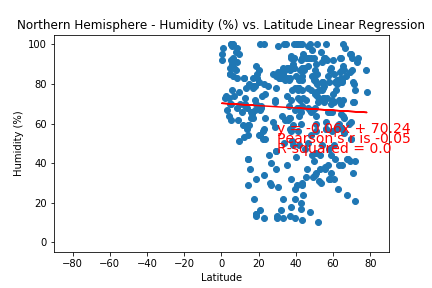 Northern Hemisphere - Humidity (%) vs. Latitude Linear Regression
100
80
60
40
20
0
Humidity (%)
y = -0.06x + 70.24
Pearson's r is -0.05
R-squared = 0.0
−80 −60 −40 −20 0 20 40 60 80
Latitude